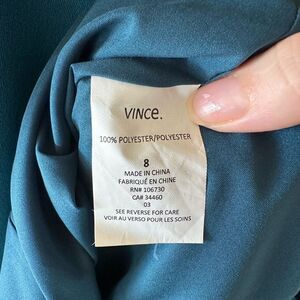 VINCE.
100% POLYESTER/POLYESTER
8
MADE IN CHINA
FABRIQUÉ EN CHINE
RN# 106730
CA# 34460
03
SEE REVERSE FOR CARE
VOIR AU VERSO POUR LES SOINS